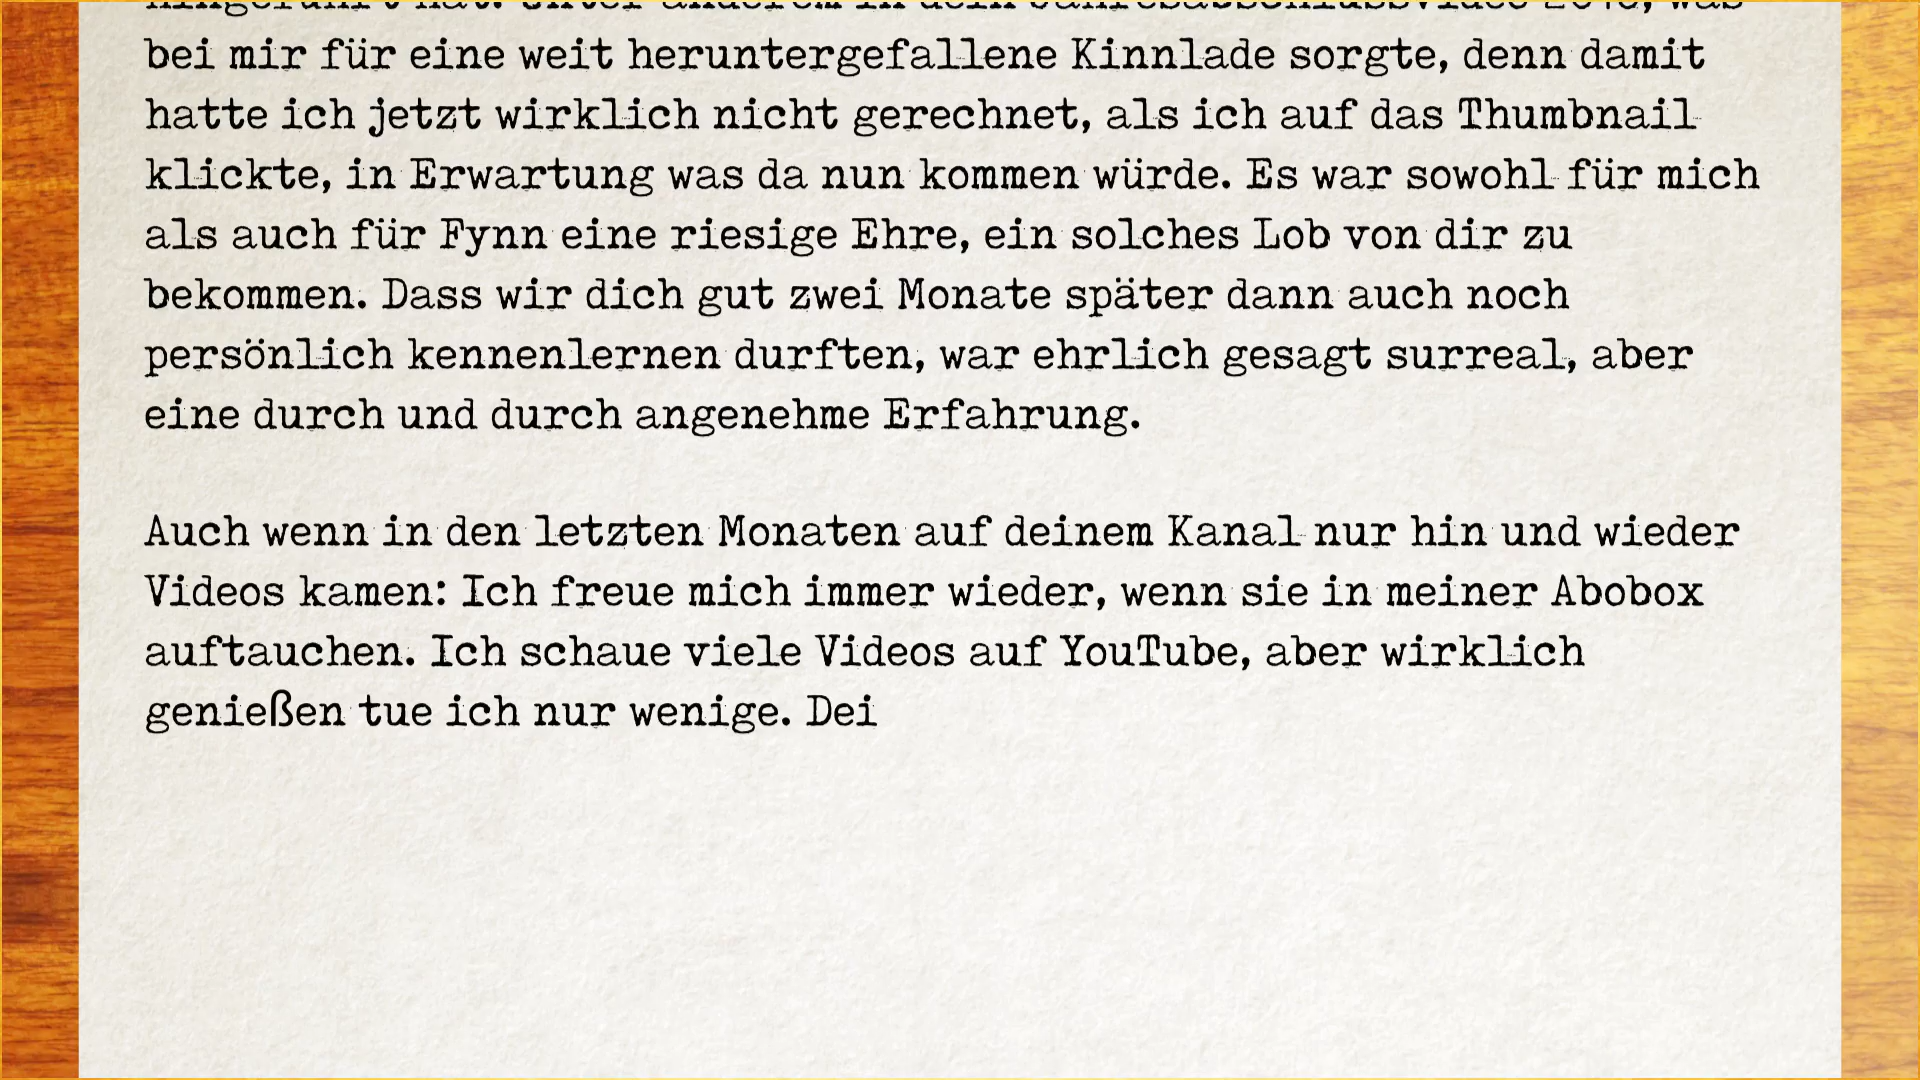 bei mir für eine weit heruntergefallene Kinnlade sorgte, denn damit
hatte ich jetzt wirklich nicht gerechnet, als ich auf das Thumbnail
klickte, in Erwartung was da nun kommen würde. Es war sowohl für mich
als auch für Fynn eine riesige Ehre, ein solches Lob von dir zu
bekommen. Dass wir dich gut zwei Monate später dann auch noch
persönlich kennenlernen durften, war ehrlich gesagt surreal, aber
eine durch und durch angenehme Erfahrung.
Auch wenn in den letzten Monaten auf deinem Kanal nur hin und wieder
Videos kamen: Ich freue mich immer wieder, wenn sie in meiner Abobox
auftauchen. Ich schaue viele Videos auf YouTube, aber wirklich
genießen tue ich nur wenige. Dei